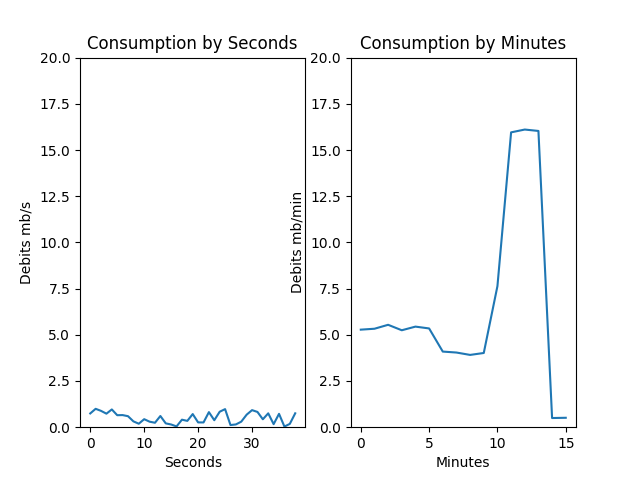 Consumption by Seconds
20.0
17.5
15.0
12.5
10.0
7.5
5.0
2.5
0.0
Debits mb/s
0 10 20 30
Seconds
Consumption by Minutes
20.0
17.5
15.0
12.5
10.0
7.5
5.0
2.5
0.0
Debits mb/min
0 5 10 15
Minutes